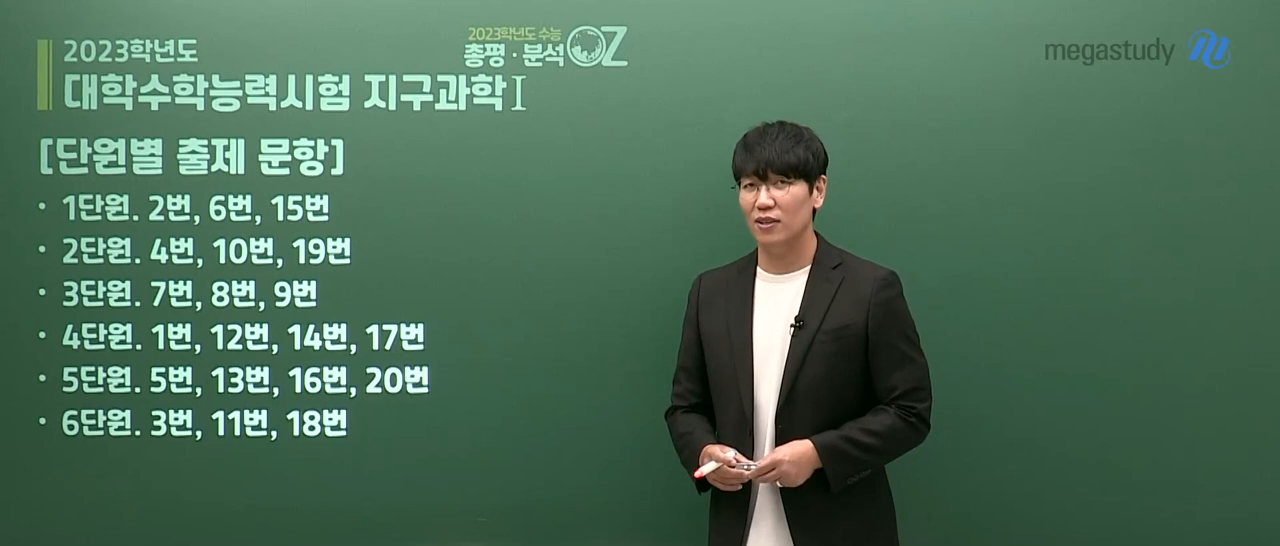 2023학년도
대학수학능력시험 지구과학I
2023학년도 수능
총평·분석 OZ
megastudy
[단원별 출제 문항]
• 1단원. 2번, 6번, 15번
• 2단원. 4번, 10번, 19번
• 3단원. 7번, 8번, 9번
• 4단원. 1번, 12번, 14번, 17번
• 5단원. 5번, 13번, 16번, 20번
• 6단원. 3번, 11번, 18번